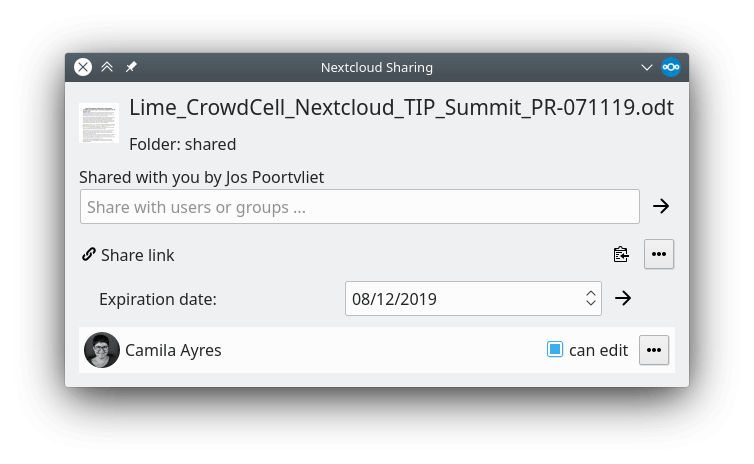 Nextcloud Sharing
Lime_CrowdCell_Nextcloud_TIP_Summit_PR-071119.odt
Folder: shared
Shared with you by Jos Poortvliet
Share with users or groups ...
Share link
Expiration date:
08/12/2019
Camila Ayres
can edit